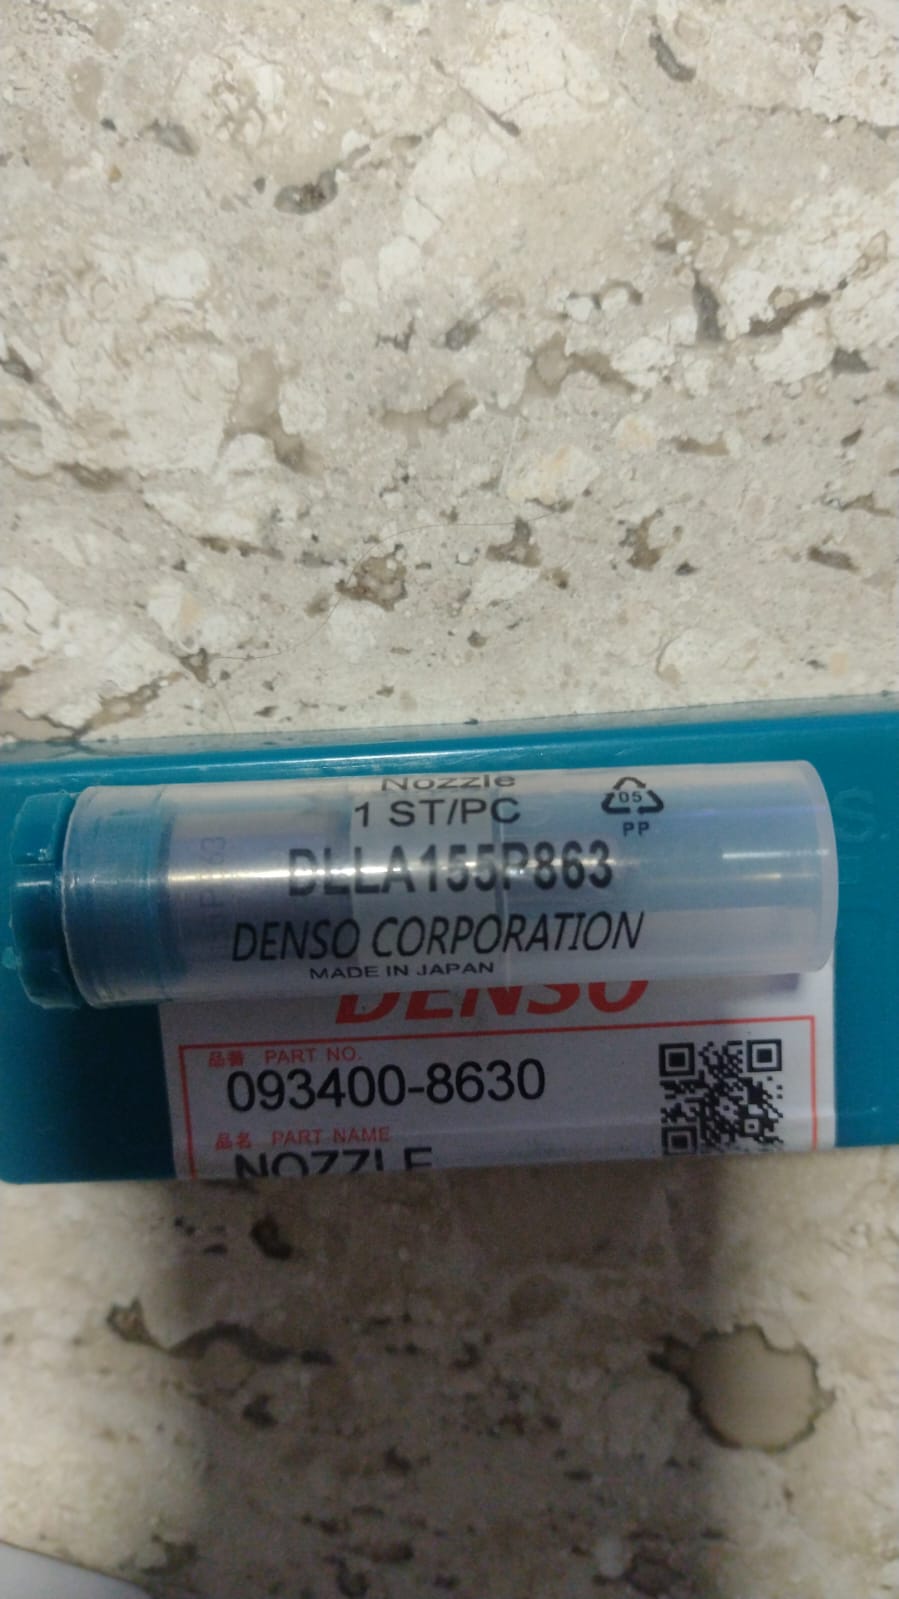 Nozzle
1 ST/PC
05
PP
DLLA155P863
DENSO CORPORATION
MADE IN JAPAN
DENSO
品番 PART NO.
093400-8630
品名 PART NAME
NOZZLE